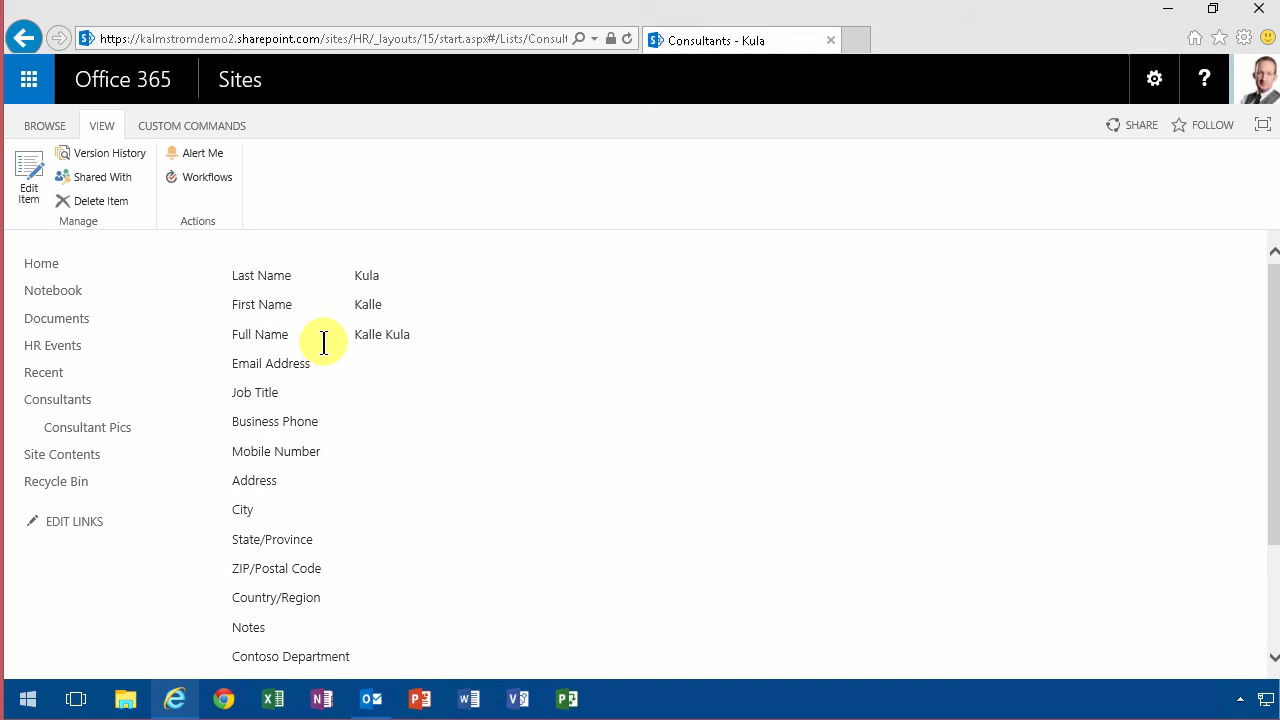 https://kalmstromdemo2.sharepoint.com/sites/HR/_layouts/15/start.aspx#/Lists/Consult
Consultants - Kula
Office 365
Sites
?
BROWSE
VIEW
CUSTOM COMMANDS
SHARE
FOLLOW
Edit
Item
Version History
Shared With
Delete Item
Manage
Alert Me
Workflows
Actions
Home
Notebook
Documents
HR Events
Recent
Consultants
Consultant Pics
Site Contents
Recycle Bin
EDIT LINKS
Last Name Kula
First Name Kalle
Full Name Kalle Kula
Email Address
Job Title
Business Phone
Mobile Number
Address
City
State/Province
ZIP/Postal Code
Country/Region
Notes
Contoso Department